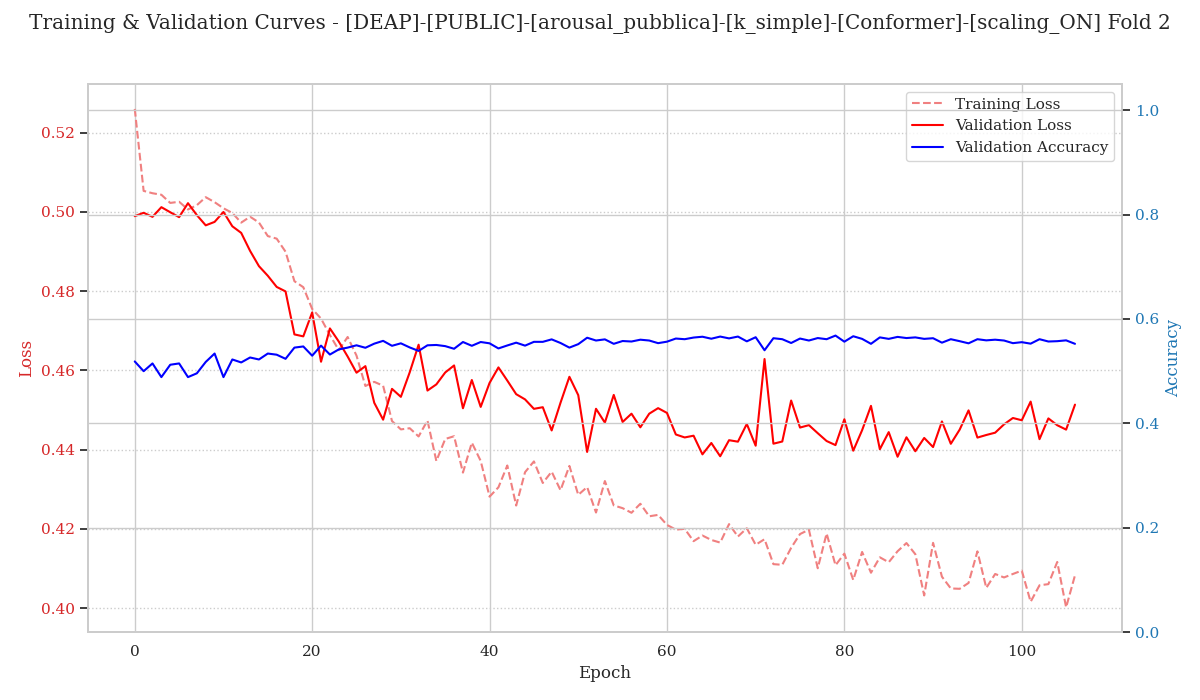 Training & Validation Curves - [DEAP]-[PUBLIC]-[arousal_pubblica]-[k_simple]-[Conformer]-[scaling_ON] Fold 2
Training Loss
Validation Loss
Validation Accuracy
0.52
0.50
0.48
0.46
0.44
0.42
0.40
Loss
1.0
0.8
0.6
0.4
0.2
0.0
Accuracy
0 20 40 60 80 100
Epoch